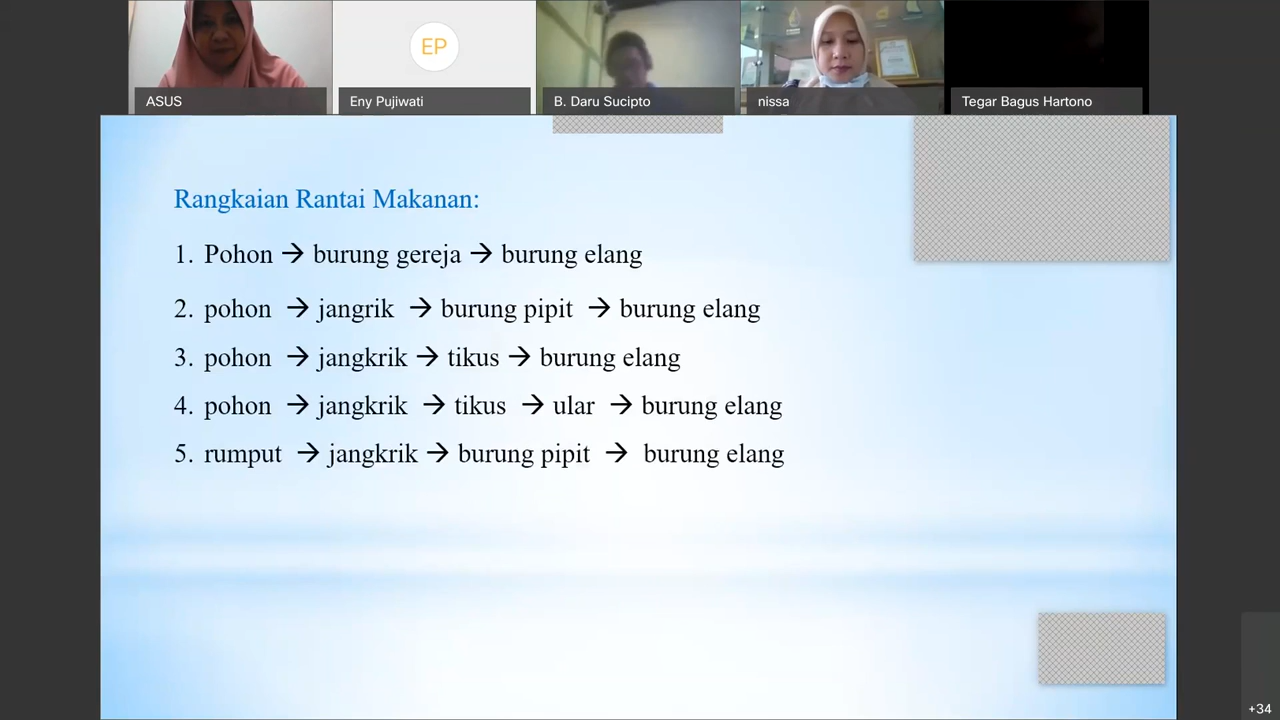 EP
ASUS
Eny Pujiwati
B. Daru Sucipto
nissa
Tegar Bagus Hartono
Rangkaian Rantai Makanan:
1. Pohon → burung gereja → burung elang
2. pohon → jangrik → burung pipit → burung elang
3. pohon → jangkrik → tikus → burung elang
4. pohon → jangkrik → tikus → ular → burung elang
5. rumput → jangkrik → burung pipit → burung elang
+34